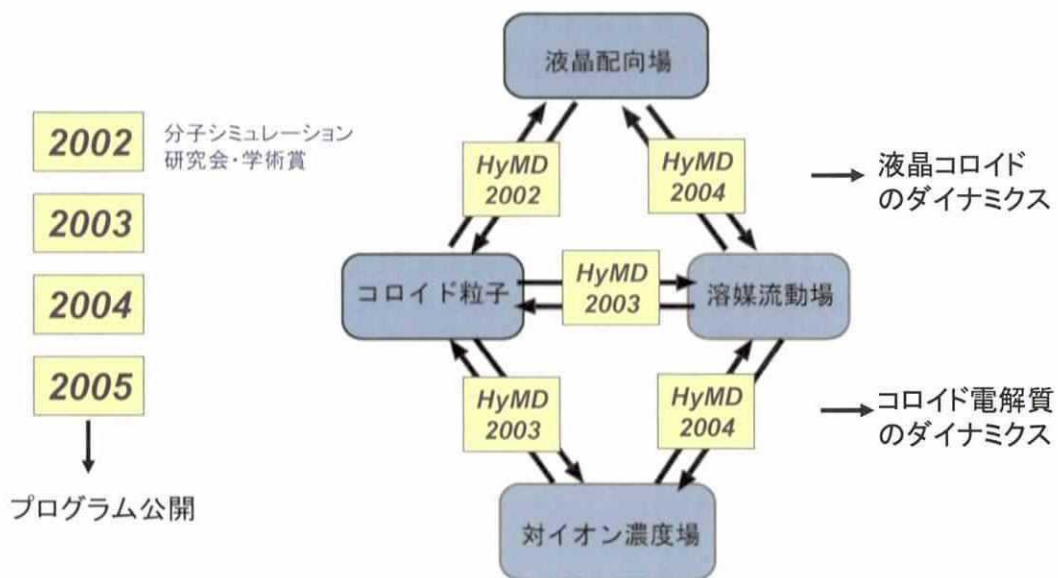 2002
分子シミュレーション
研究会・学術賞
2003
2004
2005
プログラム公開
液晶配向場
HyMD
2002
HyMD
2004
液晶コロイド
のダイナミクス
コロイド粒子
HyMD
2003
溶媒流動場
HyMD
2003
HyMD
2004
コロイド電解質
のダイナミクス
対イオン濃度場